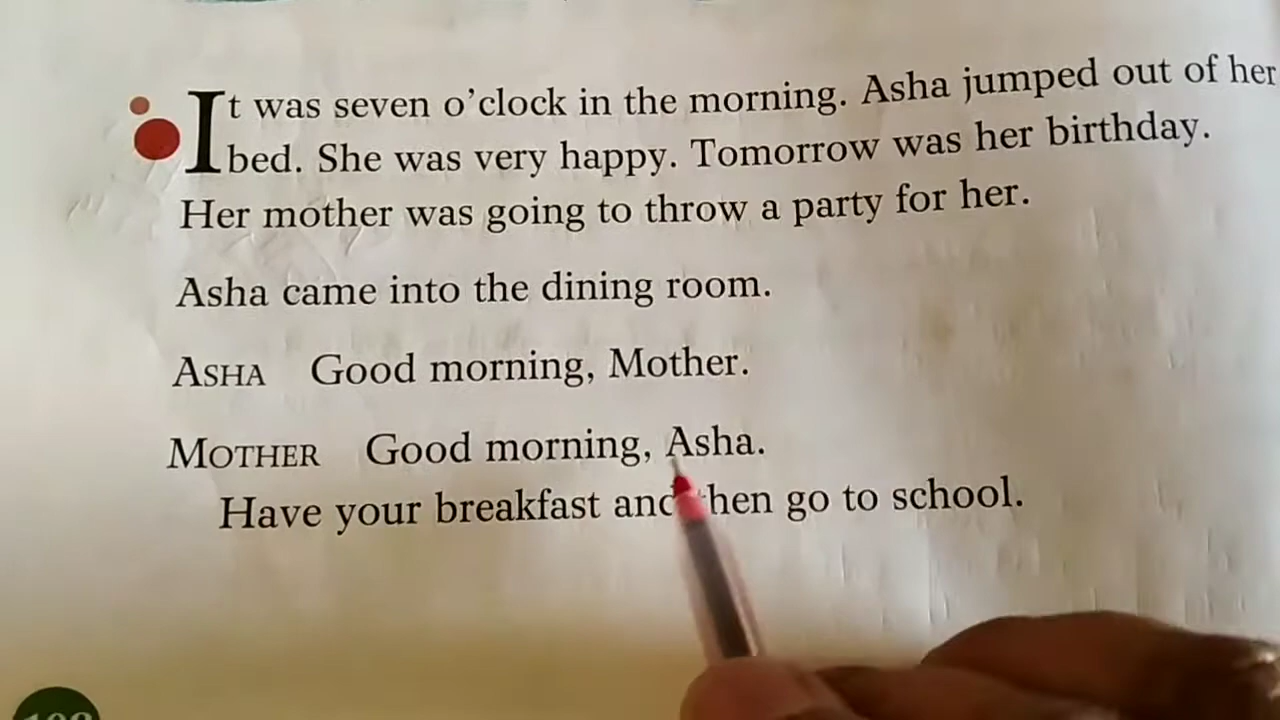 It was seven o'clock in the morning. Asha jumped out of her
bed. She was very happy. Tomorrow was her birthday.
Her mother was going to throw a party for her.
Asha came into the dining room.
ASHA Good morning, Mother.
MOTHER Good morning, Asha.
Have your breakfast and then go to school.